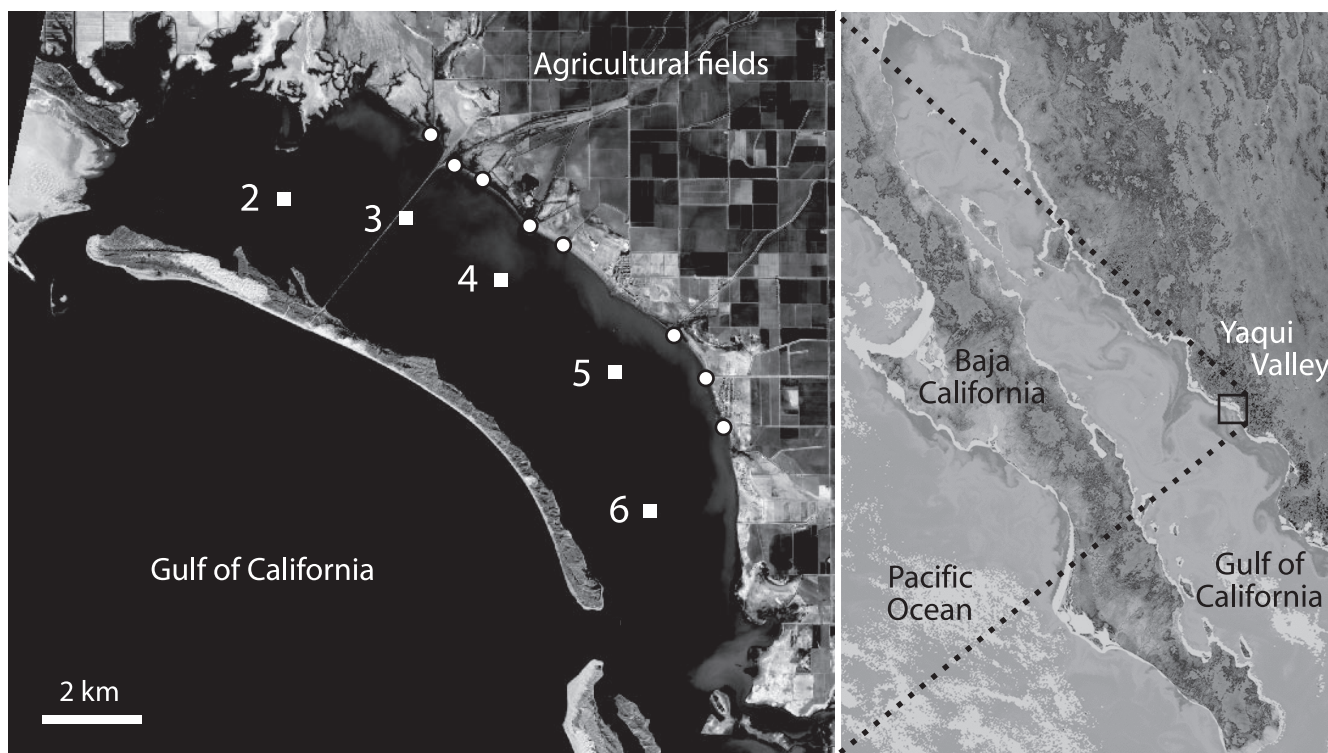 Agricultural fields
2
3
4
5
6
Gulf of California
2 km
Yaqui
Valley
Baja
California
Pacific
Ocean
Gulf of
California